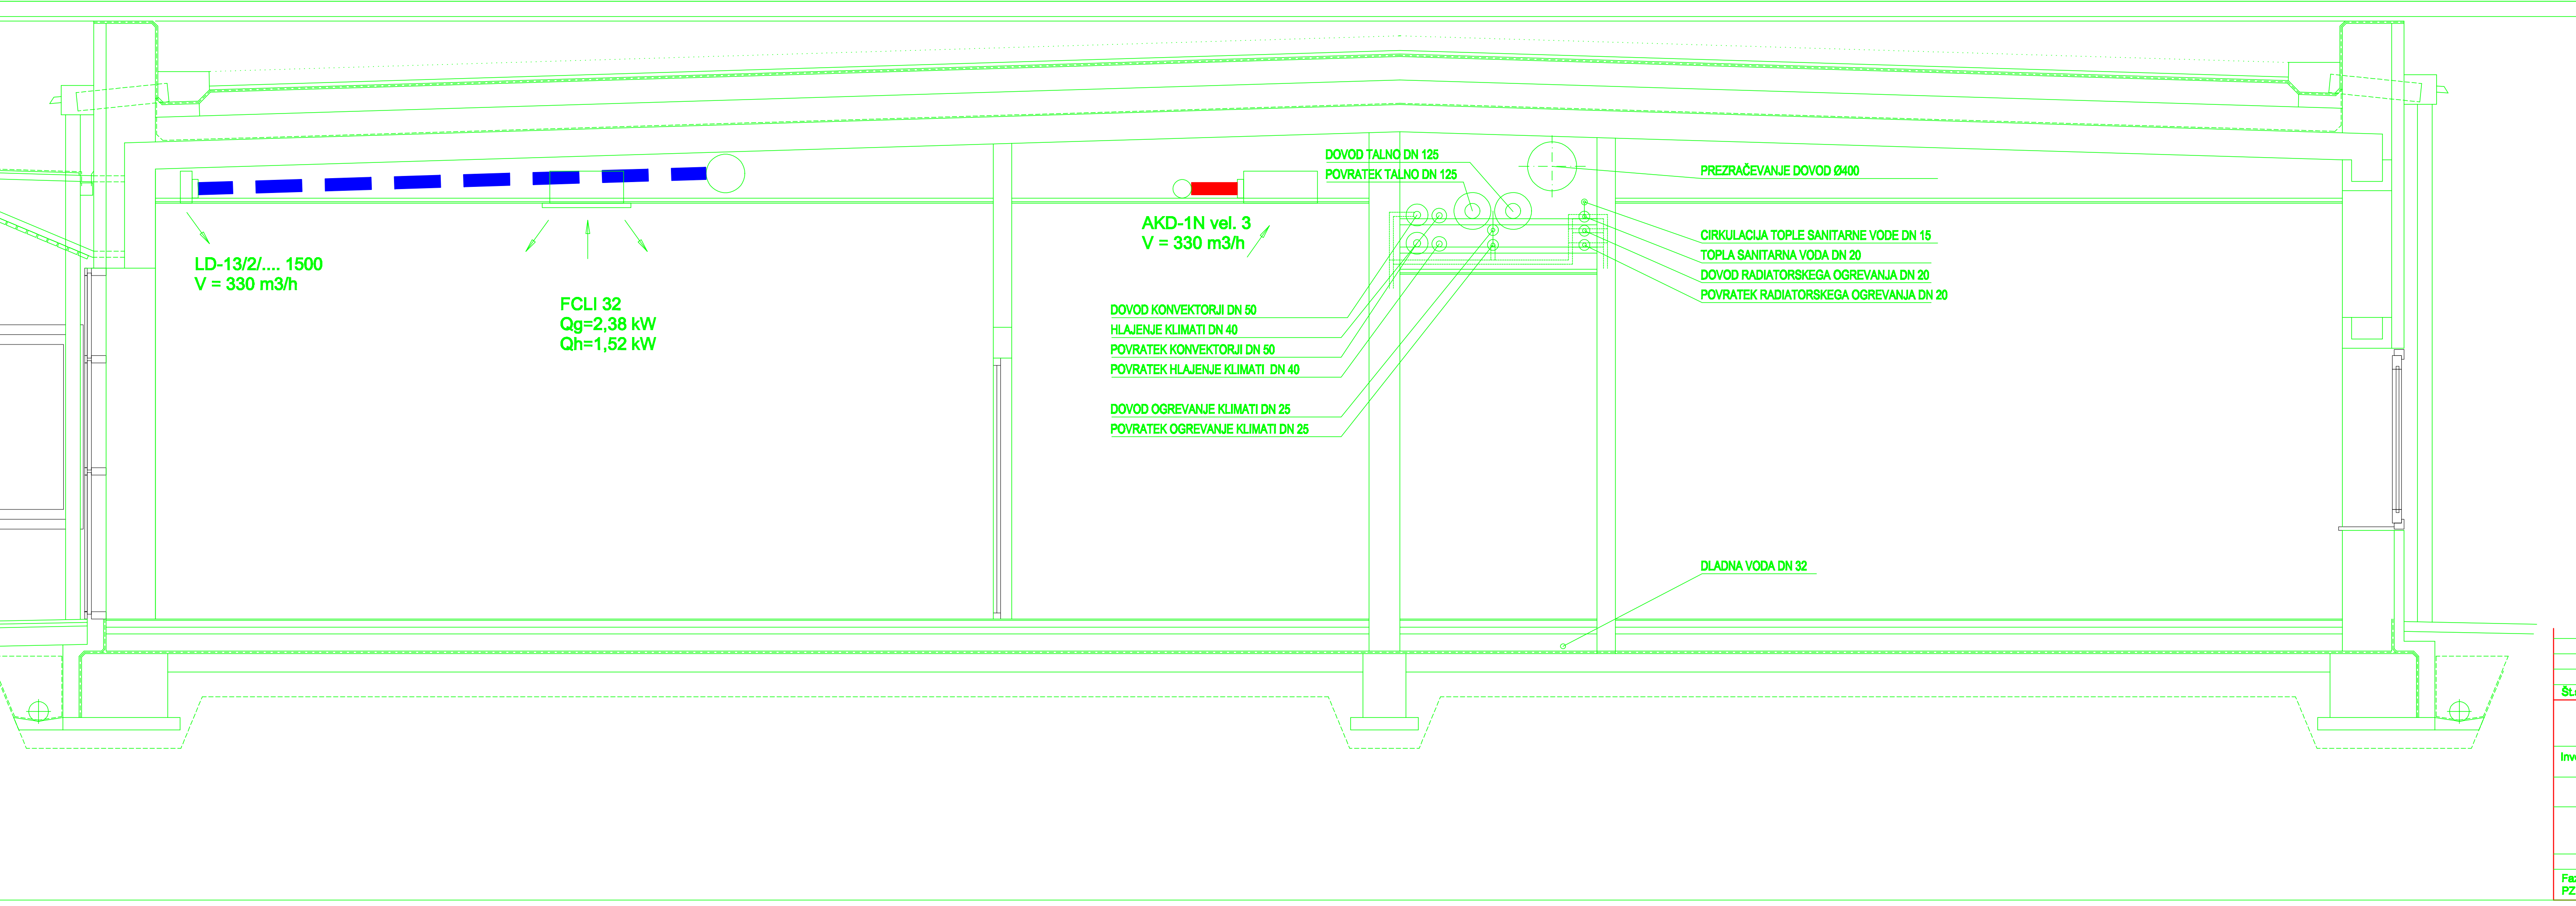 DOVOD TALNO DN 125
POVRATEK TALNO DN 125
PREZRAČEVANJE DOVOD Ø400
AKD-1N vel. 3
V = 330 m3/h
CIRKULACIJA TOPLE SANITARNE VODE DN 15
TOPLA SANITARNA VODA DN 20
DOVOD RADIATORSKEGA OGREVANJA DN 20
POVRATEK RADIATORSKEGA OGREVANJA DN 20
LD-13/2/.... 1500
V = 330 m3/h
FCLI 32
Qg=2,38 kW
Qh=1,52 kW
DOVOD KONVEKTORJI DN 50
HLAJENJE KLIMATI DN 40
POVRATEK KONVEKTORJI DN 50
POVRATEK HLAJENJE KLIMATI DN 40
DOVOD OGREVANJE KLIMATI DN 25
POVRATEK OGREVANJE KLIMATI DN 25
DLADNA VODA DN 32
PZ